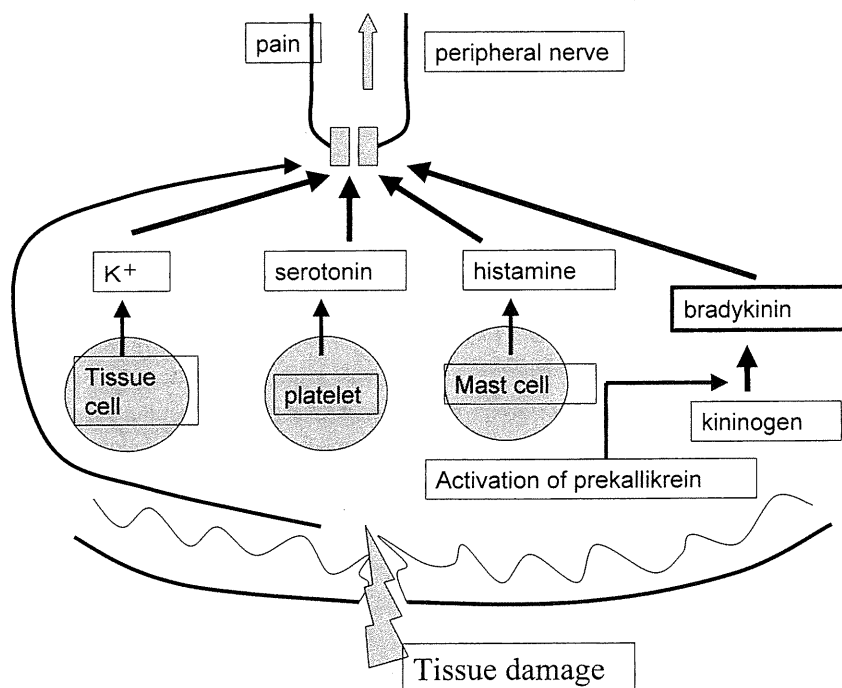 pain
peripheral nerve
K+
serotonin
histamine
bradykinin
Tissue
cell
platelet
Mast cell
kininogen
Activation of prekallikrein
Tissue damage